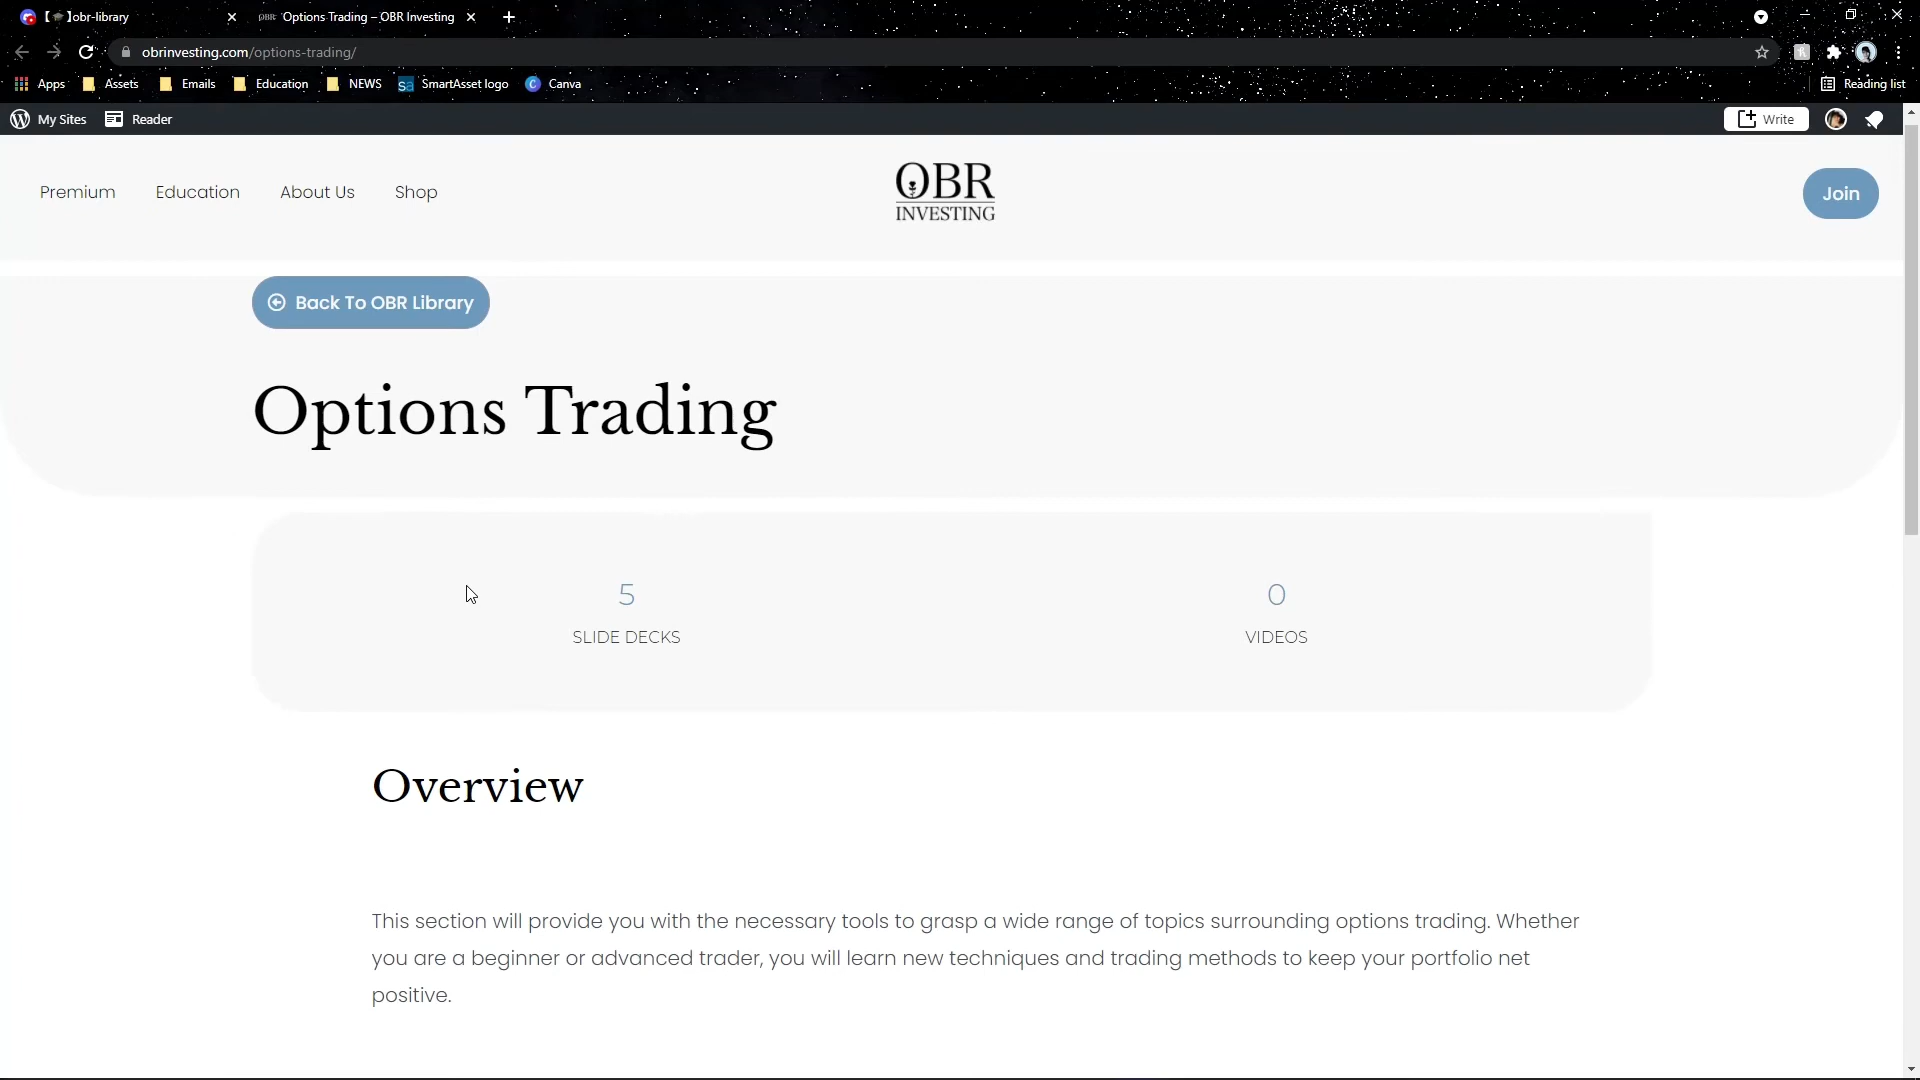 【🎓】obr-library
OBR Options Trading – OBR Investing
obrinvesting.com/options-trading/
Apps Assets Emails Education NEWS sa SmartAsset logo C Canva Reading list
My Sites Reader Write
Premium Education About Us Shop
OBR
INVESTING
Join
Back To OBR Library
Options Trading
5
SLIDE DECKS
0
VIDEOS
Overview
This section will provide you with the necessary tools to grasp a wide range of topics surrounding options trading. Whether
you are a beginner or advanced trader, you will learn new techniques and trading methods to keep your portfolio net
positive.